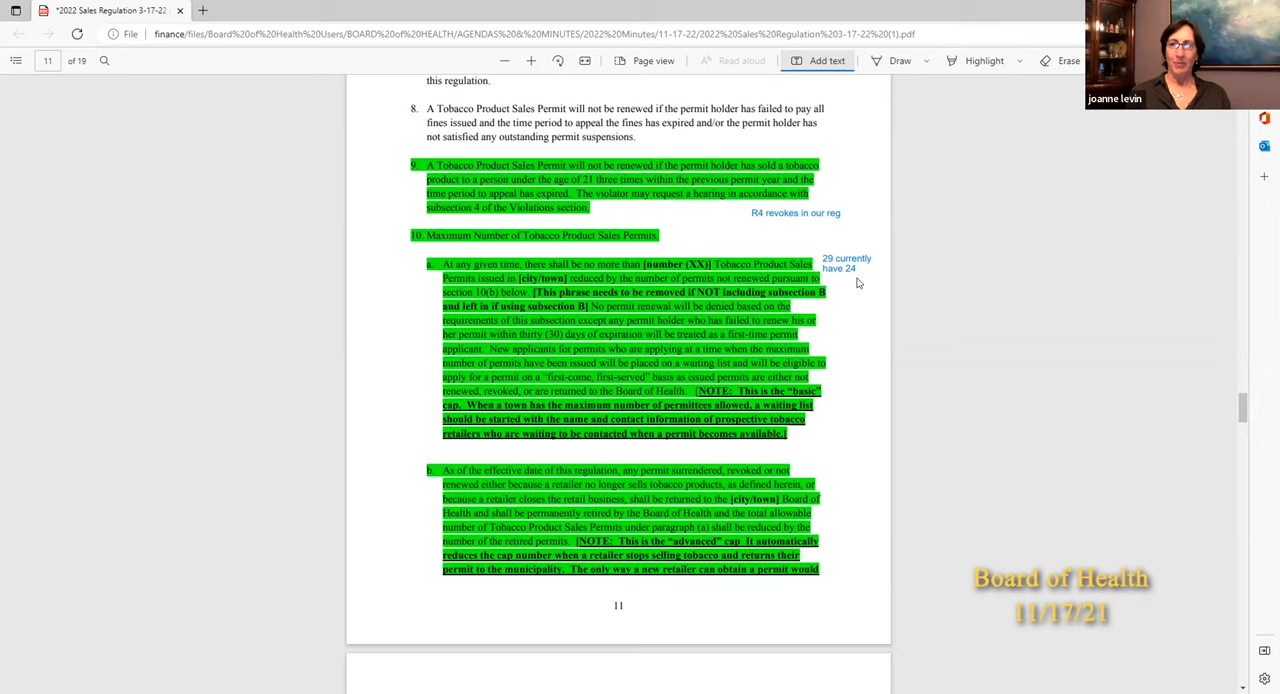 *2022 Sales Regulation 3-17-22
File
finance/files/Board%20of%20Health%20Users/BOARD%20of%20HEALTH/AGENDAS%20&%20MINUTES/2022%20Minutes/11-17-22/2022%20Sales%20Regulation%203-17-22%20(1).pdf
11 of 19
Page view
Read aloud
Add text
Draw
Highlight
Erase
joanne levin
this regulation.
8. A Tobacco Product Sales Permit will not be renewed if the permit holder has failed to pay all
fines issued and the time period to appeal the fines has expired and/or the permit holder has
not satisfied any outstanding permit suspensions.
9. A Tobacco Product Sales Permit will not be renewed if the permit holder has sold a tobacco
product to a person under the age of 21 three times within the previous permit year and the
time period to appeal has expired. The violator may request a hearing in accordance with
subsection 4 of the Violations section.
R4 revokes in our reg
10. Maximum Number of Tobacco Product Sales Permits.
29 currently
have 24
a. At any given time, there shall be no more than [number (XX)] Tobacco Product Sales
Permits issued in [city/town] reduced by the number of permits not renewed pursuant to
section 10(b) below. [This phrase needs to be removed if NOT including subsection B
and left in if using subsection B] No permit renewal will be denied based on the
requirements of this subsection except any permit holder who has failed to renew his or
her permit within thirty (30) days of expiration will be treated as a first-time permit
applicant. New applicants for permits who are applying at a time when the maximum
number of permits have been issued will be placed on a waiting list and will be eligible to
apply for a permit on a "first-come, first-served" basis as issued permits are either not
renewed, revoked, or are returned to the Board of Health. [NOTE: This is the "basic"
cap. When a town has the maximum number of permittees allowed, a waiting list
should be started with the name and contact information of prospective tobacco
retailers who are waiting to be contacted when a permit becomes available.]
b. As of the effective date of this regulation, any permit surrendered, revoked or not
renewed either because a retailer no longer sells tobacco products, as defined herein, or
because a retailer closes the retail business, shall be returned to the [city/town] Board of
Health and shall be permanently retired by the Board of Health and the total allowable
number of Tobacco Product Sales Permits under paragraph (a) shall be reduced by the
number of the retired permits. [NOTE: This is the "advanced" cap It automatically
reduces the cap number when a retailer stops selling tobacco and returns their
permit to the municipality. The only way a new retailer can obtain a permit would
11
Board of Health
11/17/21